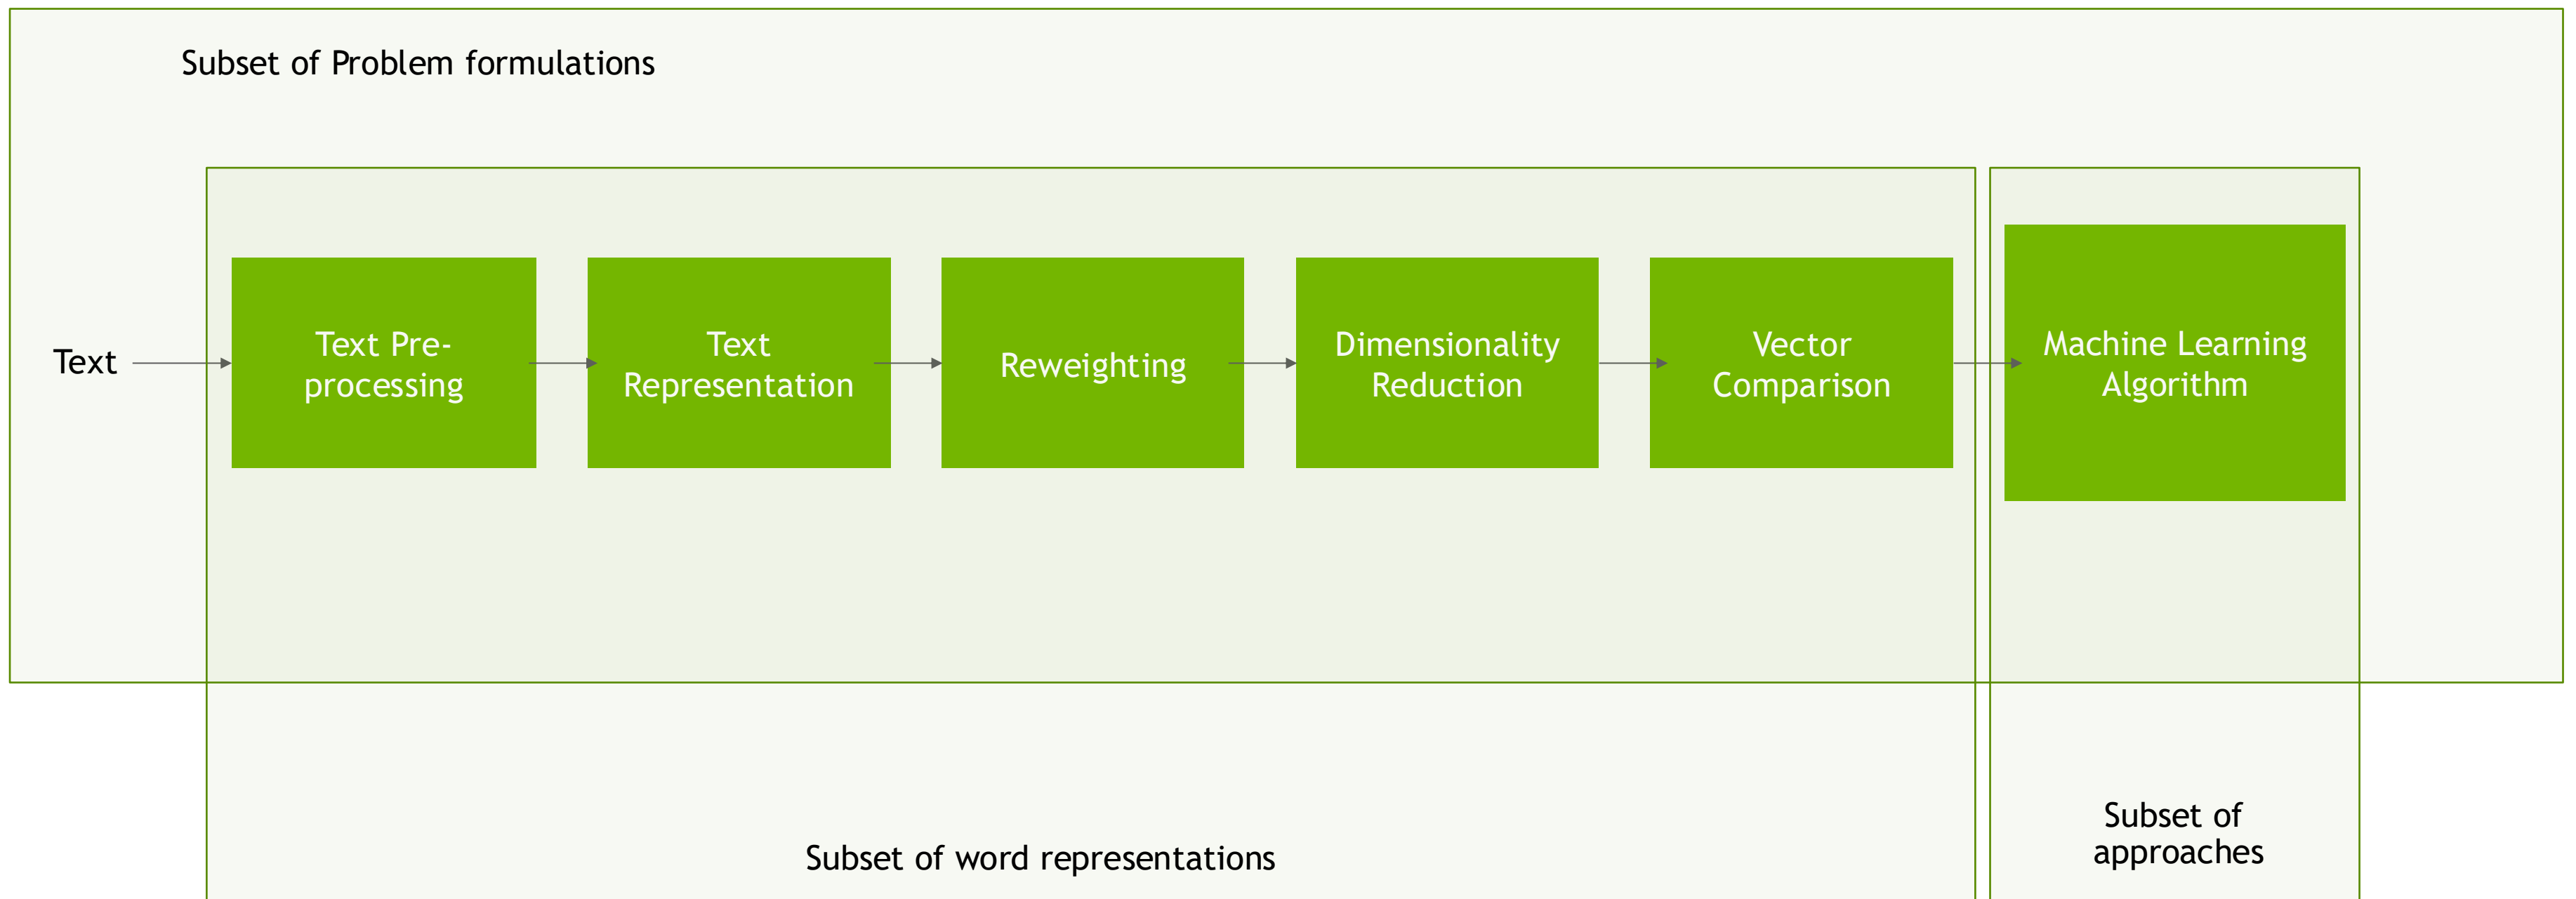 Subset of Problem formulations
Text
Text Pre-
processing
Text
Representation
Reweighting
Dimensionality
Reduction
Vector
Comparison
Machine Learning
Algorithm
Subset of word representations
Subset of
approaches